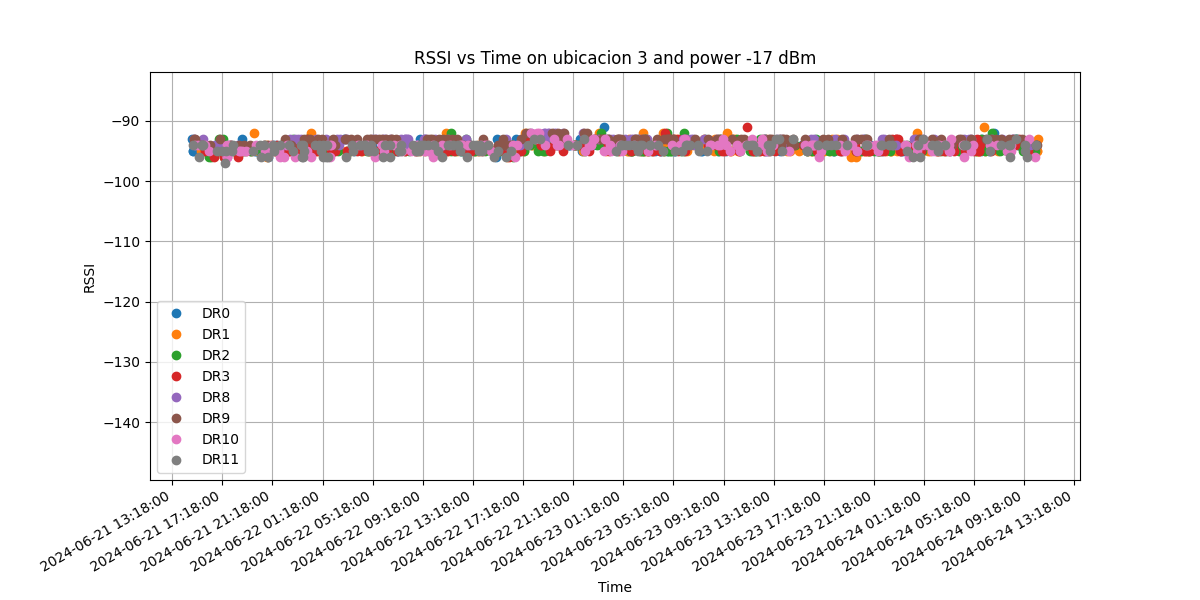 RSSI vs Time on ubicacion 3 and power -17 dBm
−90
−100
−110
−120
−130
−140
RSSI
DR0
DR1
DR2
DR3
DR8
DR9
DR10
DR11
2024-06-21 13:18:00
2024-06-21 17:18:00
2024-06-21 21:18:00
2024-06-22 01:18:00
2024-06-22 05:18:00
2024-06-22 09:18:00
2024-06-22 13:18:00
2024-06-22 17:18:00
2024-06-22 21:18:00
2024-06-23 01:18:00
2024-06-23 05:18:00
2024-06-23 09:18:00
2024-06-23 13:18:00
2024-06-23 17:18:00
2024-06-23 21:18:00
2024-06-24 01:18:00
2024-06-24 05:18:00
2024-06-24 09:18:00
2024-06-24 13:18:00
Time